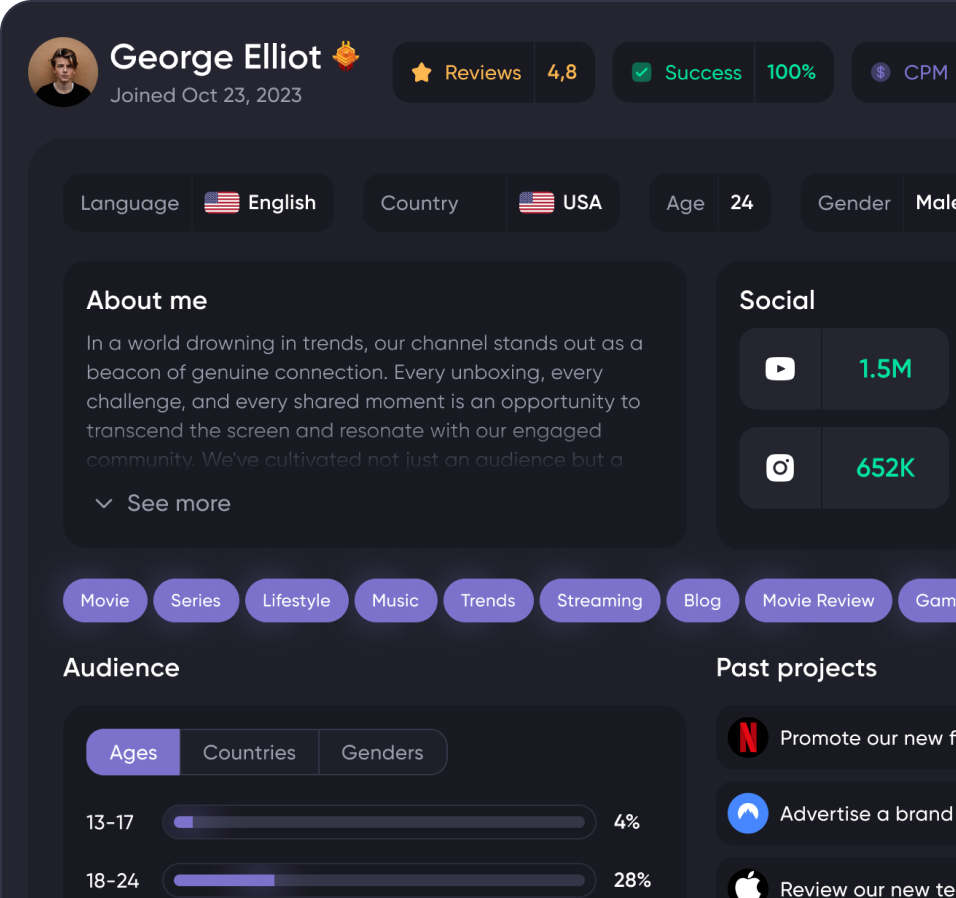 George Elliot
Joined Oct 23, 2023
Reviews 4,8
Success 100%
CPM
Language English
Country USA
Age 24
Gender Male
About me
In a world drowning in trends, our channel stands out as a
beacon of genuine connection. Every unboxing, every
challenge, and every shared moment is an opportunity to
transcend the screen and resonate with our engaged
community. We've cultivated not just an audience but a
See more
Social
1.5M
652K
Movie Series Lifestyle Music Trends Streaming Blog Movie Review Gam
Audience
Ages Countries Genders
13-17 4%
18-24 28%
Past projects
N
Promote our new f
Advertise a brand
Review our new te